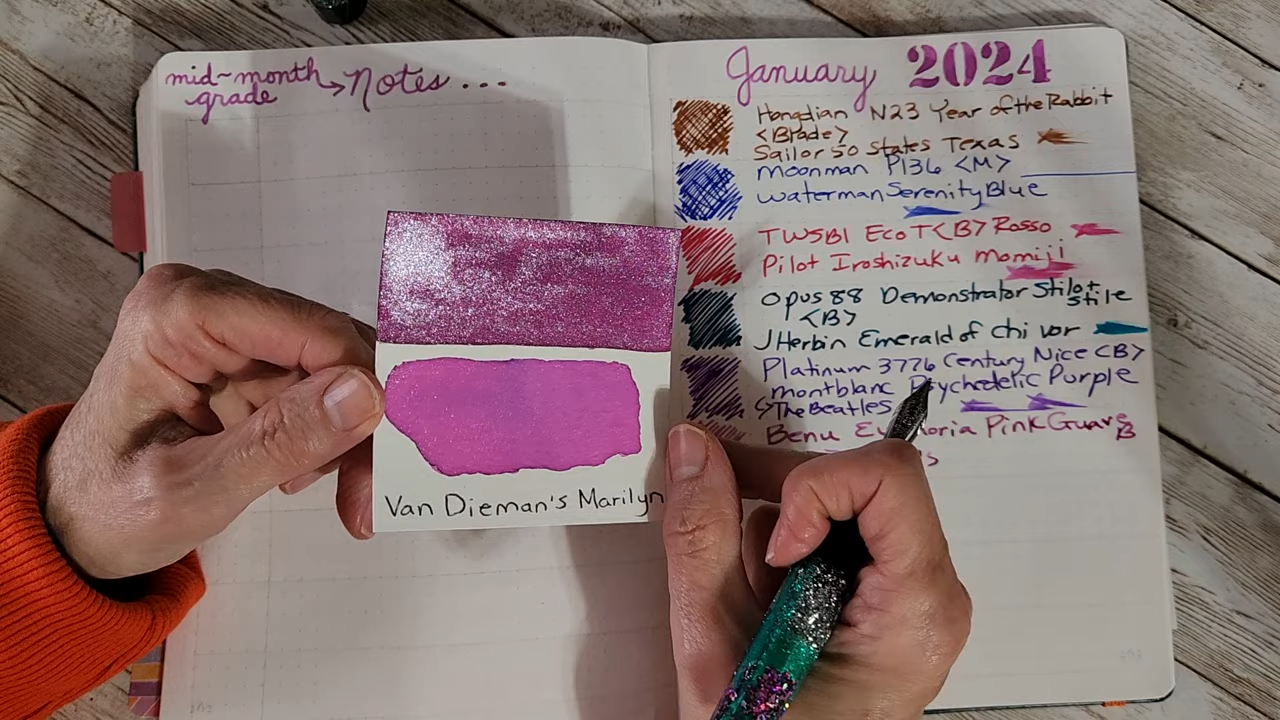 mid-month
grade → Notes ...
January 2024
Hongdian N23 Year of the Rabbit
<Blade>
Sailor 50 states Texas
Moonman P136 <M>
Waterman Serenity Blue
TWSBI Eco T <B> Rosso
Pilot Iroshizuku Momiji
Opus 88 Demonstrator Stilo +
<B> Stile
J Herbin Emerald of Chivor
Platinum 3776 Century Nice <B>
montblanc Psychedelic Purple
↳ The Beatles
Benu Euphoria Pink Guava
B
Van Dieman's Marilyn